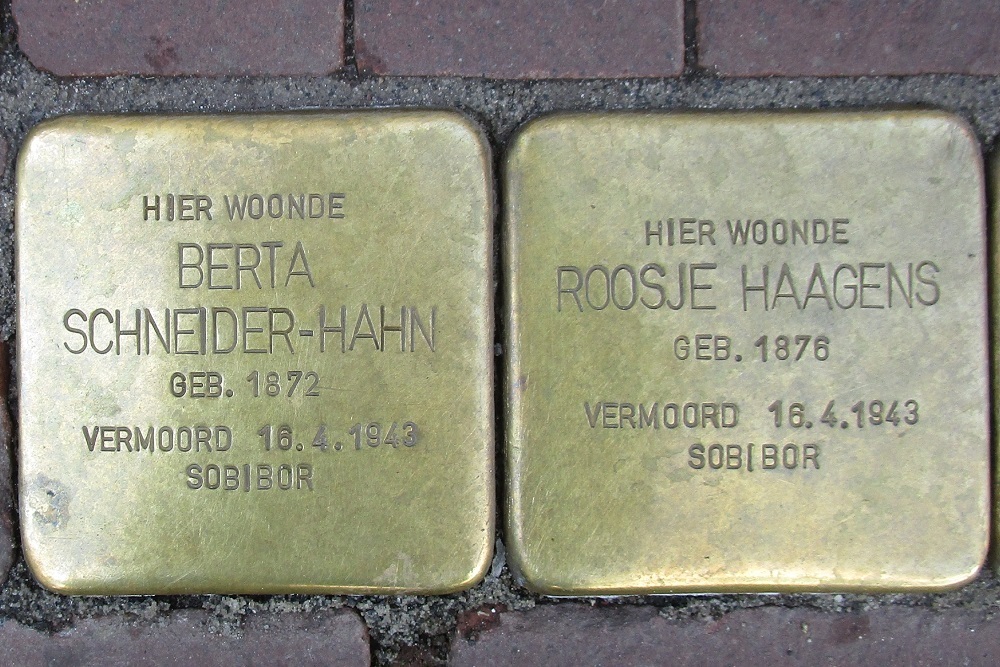 HIER WOONDE
BERTA
SCHNEIDER-HAHN
GEB. 1872
VERMOORD 16.4.1943
SOBIBOR
HIER WOONDE
ROOSJE HAAGENS
GEB. 1876
VERMOORD 16.4.1943
SOBIBOR